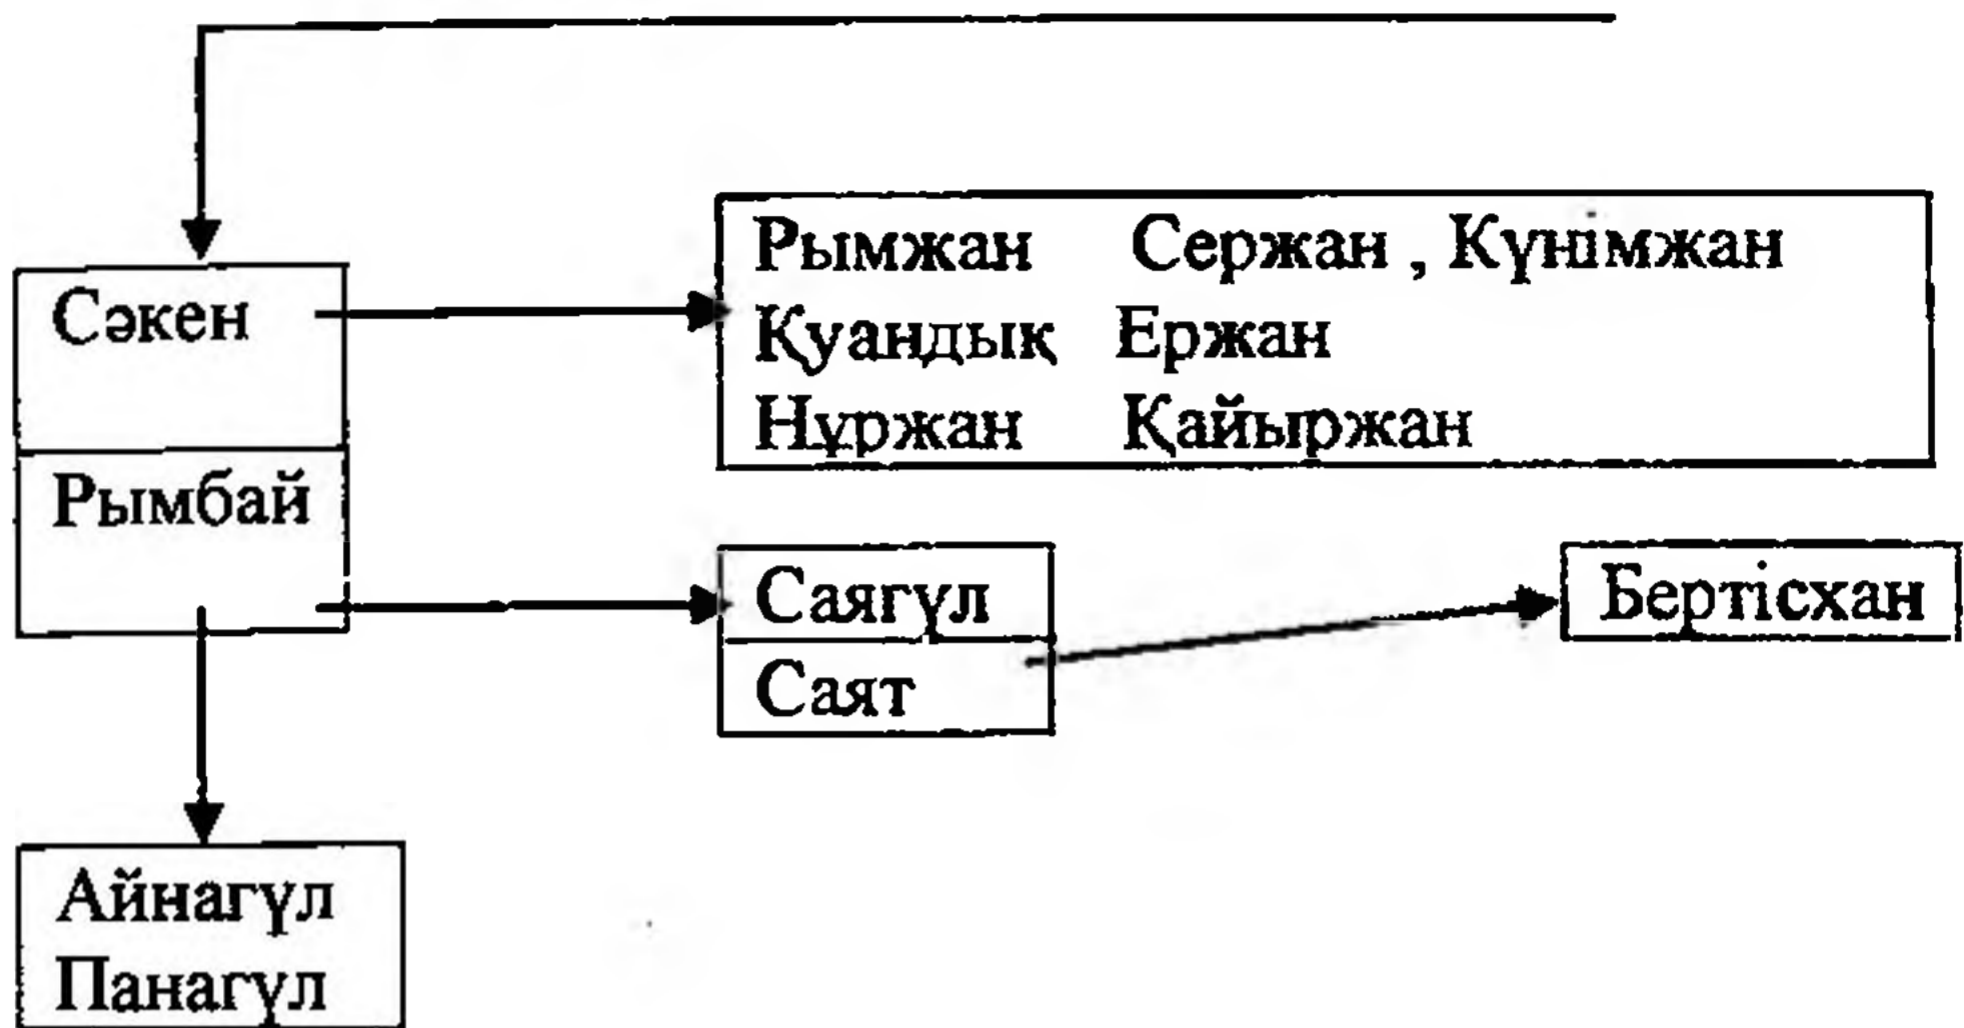 Сәкен
Рымжан Сержан , Күнімжан
Қуандық Ержан
Нұржан Қайыржан
Рымбай
Саягүл
Саят
Бертісхан
Айнагүл
Панагүл